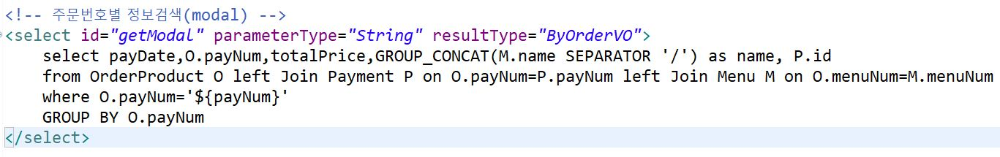 <!-- 주문번호별 정보검색(modal) -->
<select id="getModal" parameterType="String" resultType="ByOrderVO">
select payDate,O.payNum,totalPrice,GROUP_CONCAT(M.name SEPARATOR '/') as name, P.id
from OrderProduct O left Join Payment P on O.payNum=P.payNum left Join Menu M on O.menuNum=M.menuNum
where O.payNum='${payNum}'
GROUP BY O.payNum
</select>